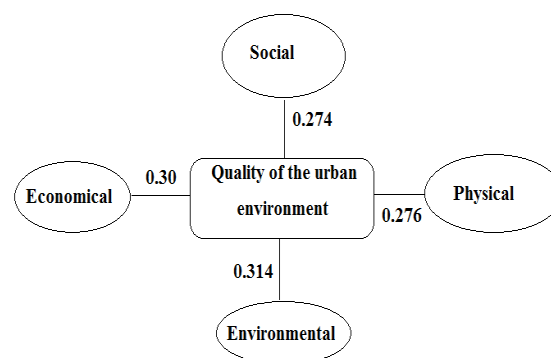 Social
0.274
0.30
Quality of the urban
environment
Economical
Physical
0.276
0.314
Environmental